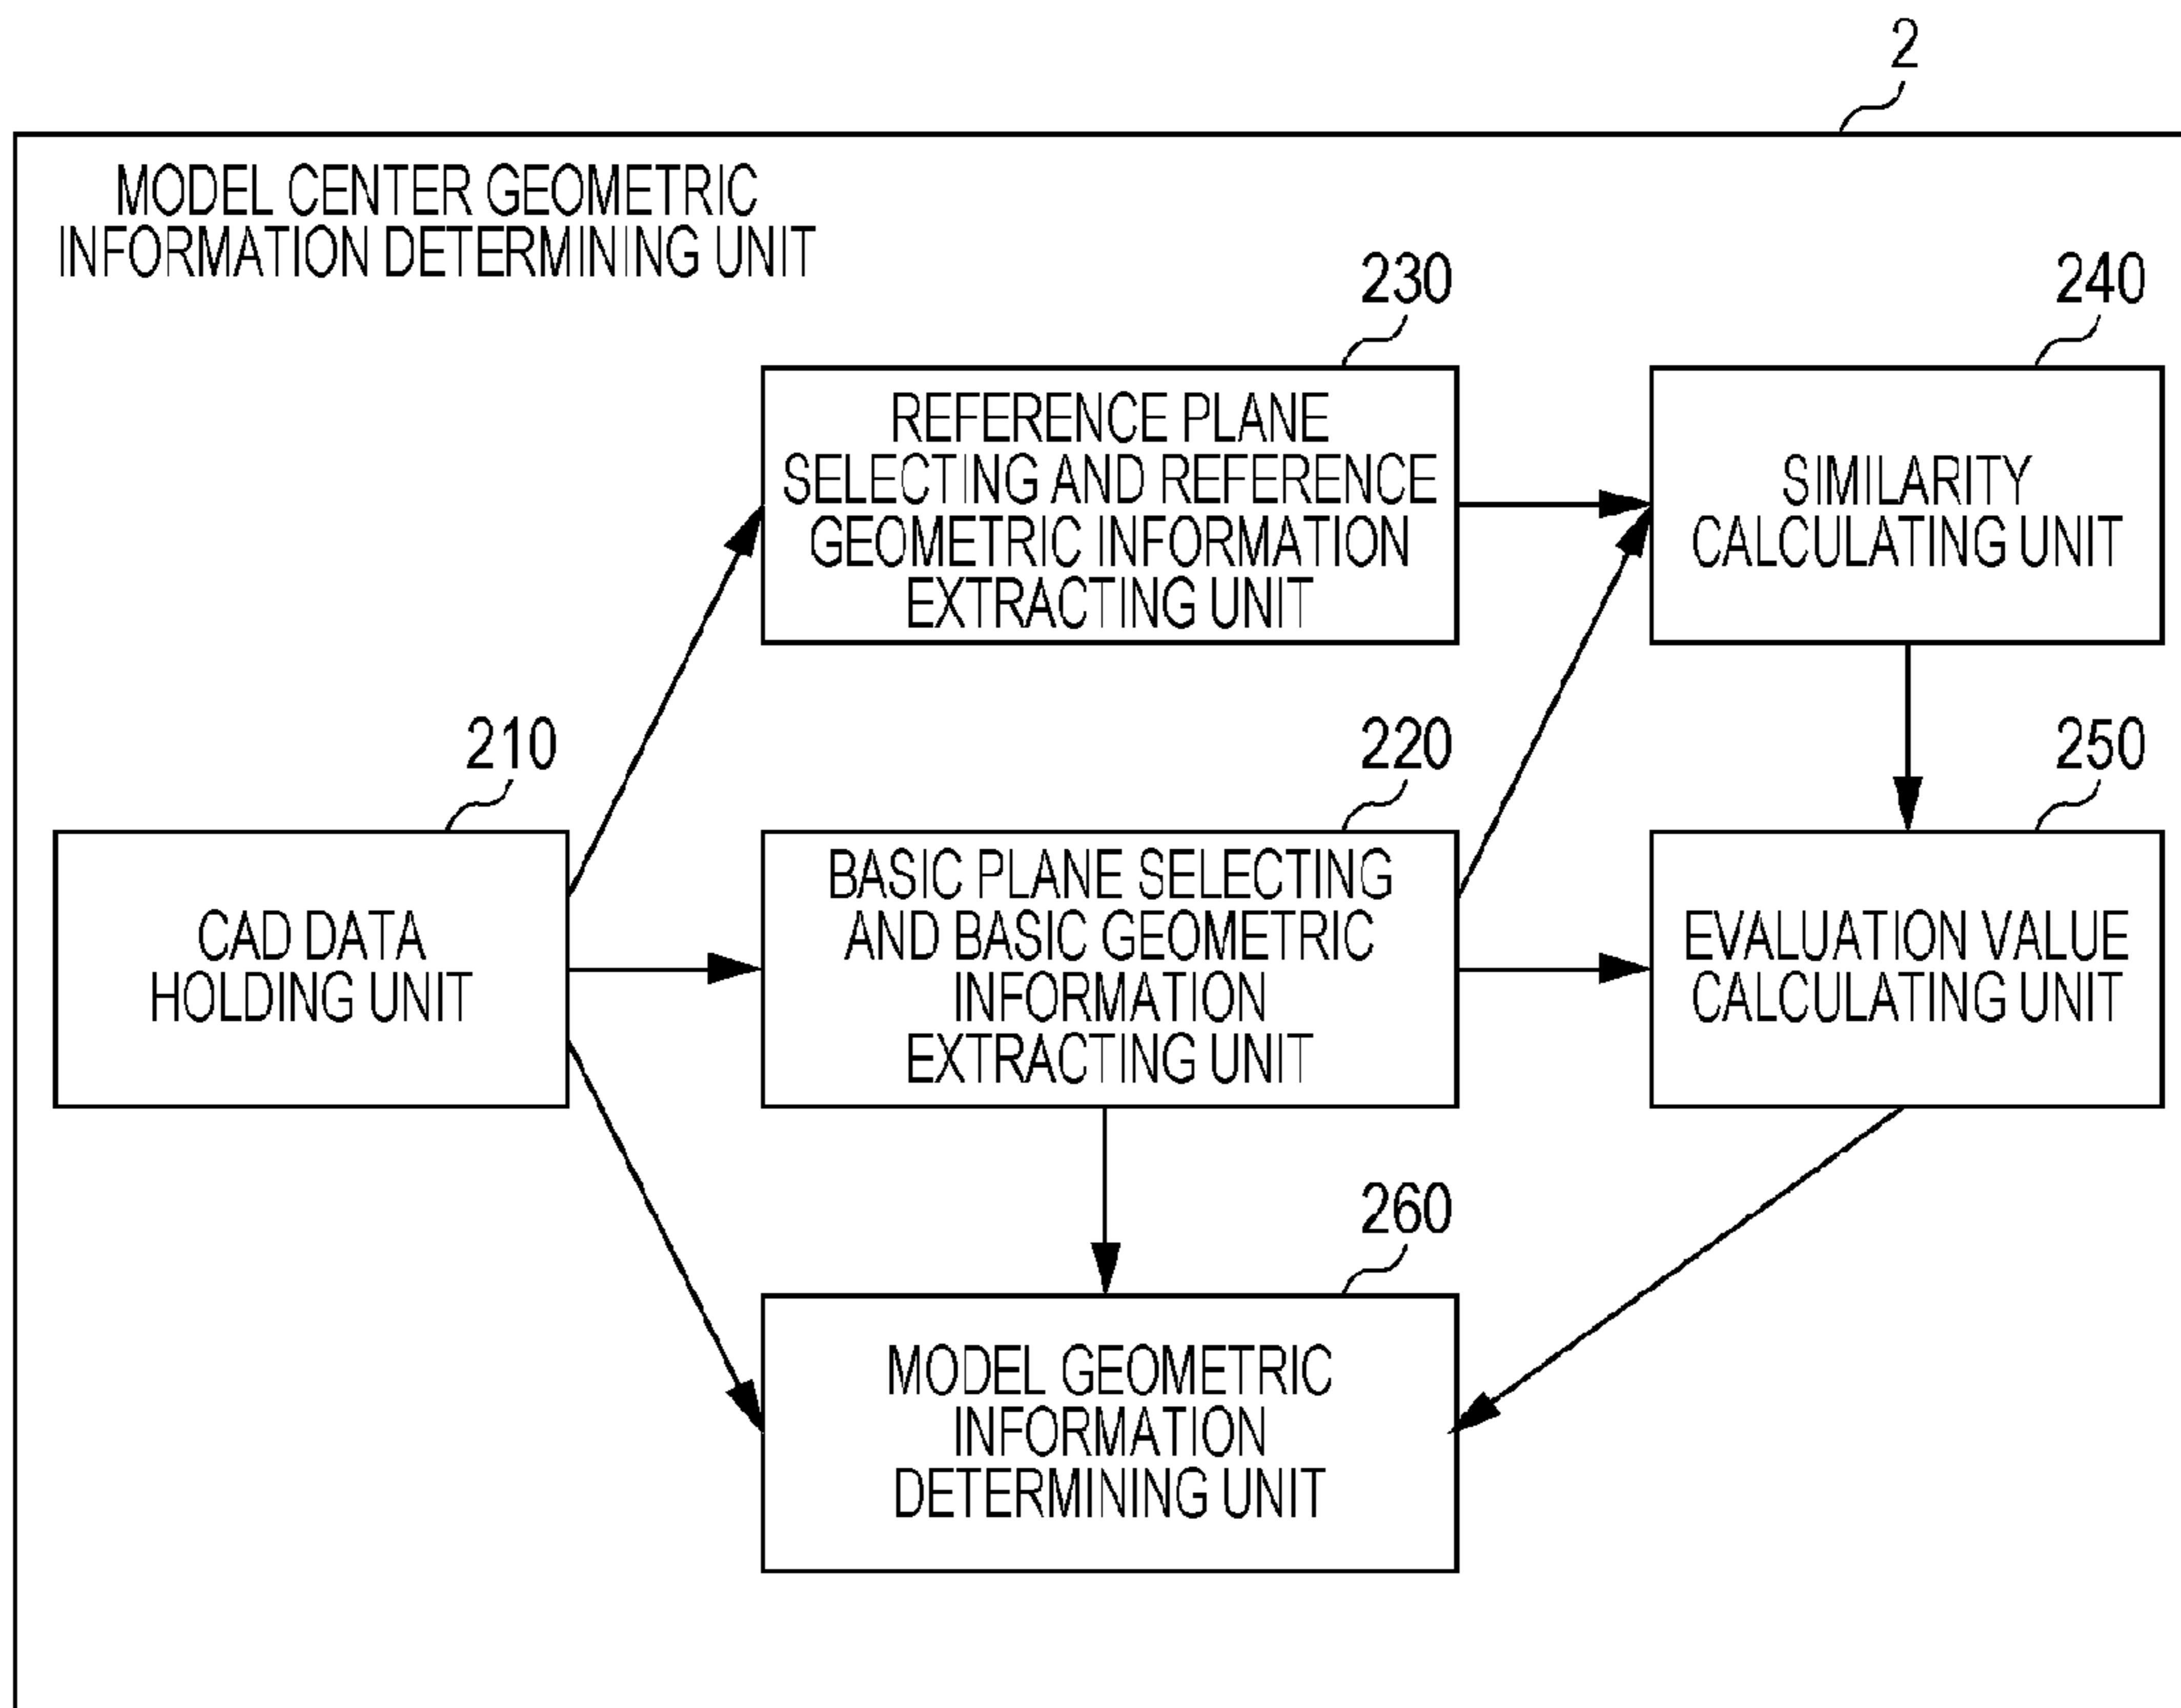 2
MODEL CENTER GEOMETRIC
INFORMATION DETERMINING UNIT
230
REFERENCE PLANE
SELECTING AND REFERENCE
GEOMETRIC INFORMATION
EXTRACTING UNIT
240
SIMILARITY
CALCULATING UNIT
210
CAD DATA
HOLDING UNIT
220
BASIC PLANE SELECTING
AND BASIC GEOMETRIC
INFORMATION
EXTRACTING UNIT
250
EVALUATION VALUE
CALCULATING UNIT
260
MODEL GEOMETRIC
INFORMATION
DETERMINING UNIT